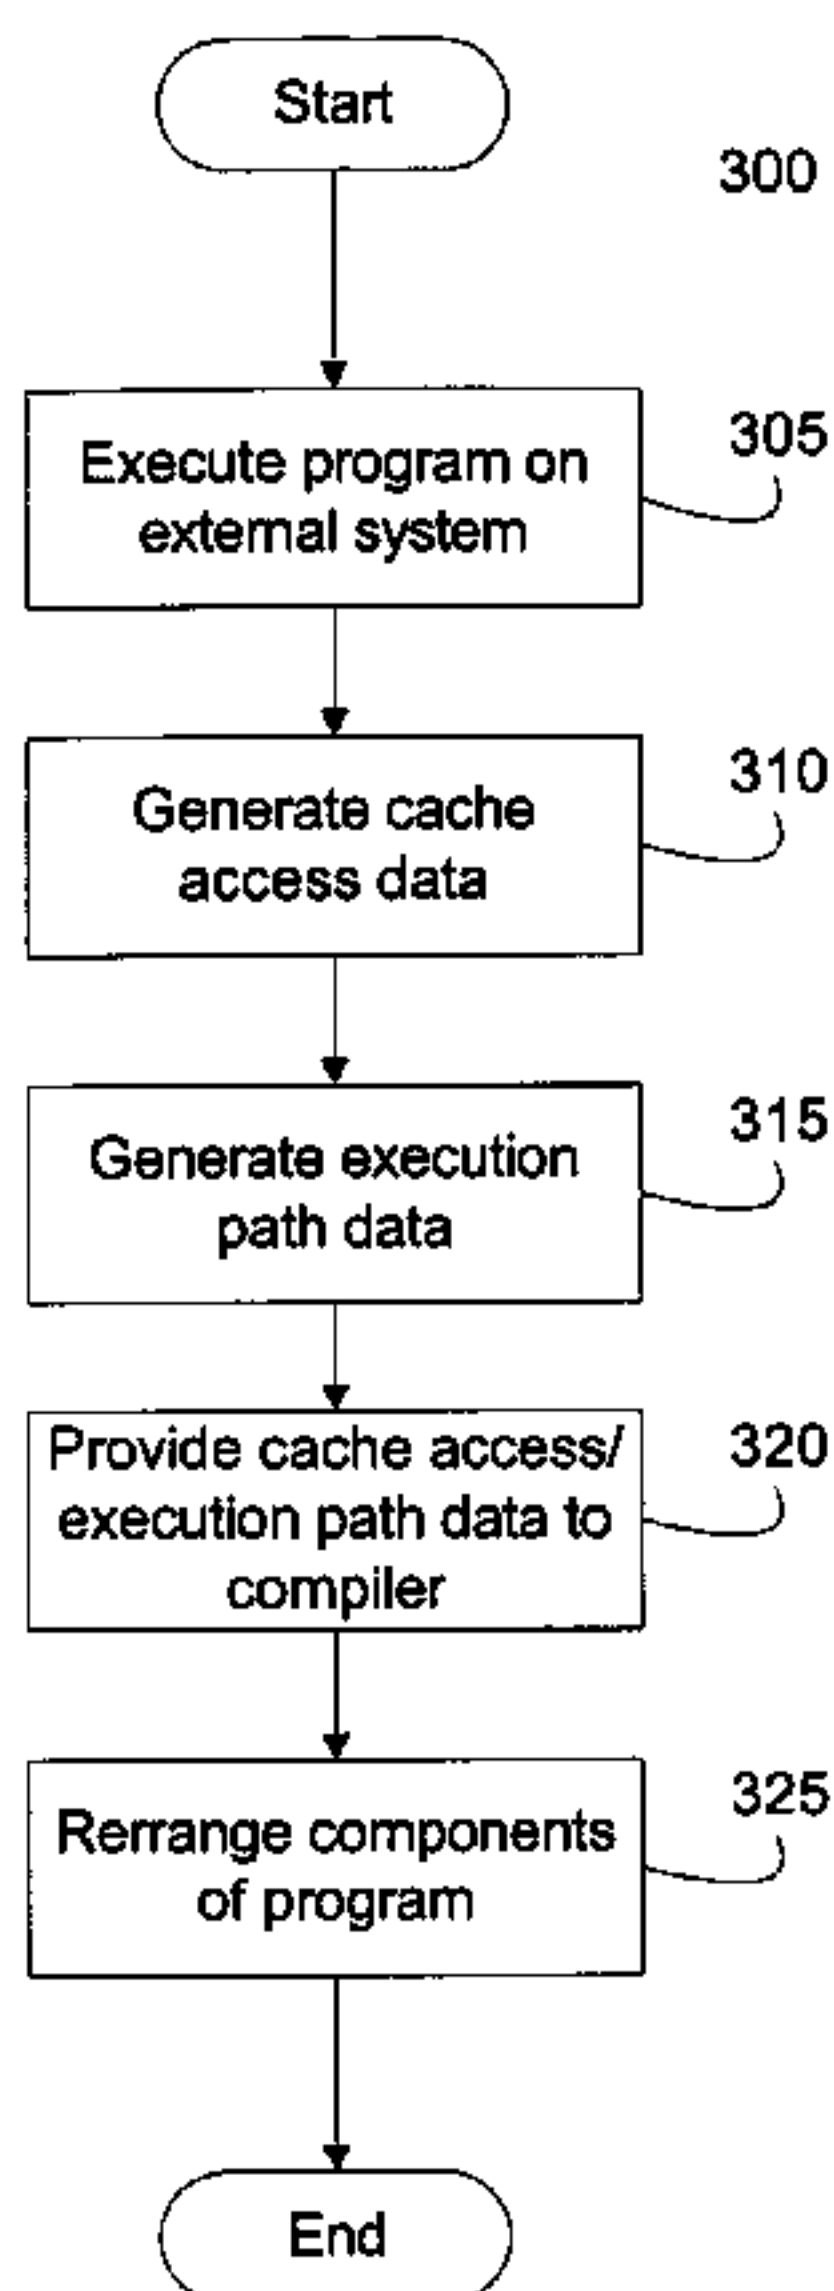 Start
300
Execute program on
external system
305
Generate cache
access data
310
Generate execution
path data
315
Provide cache access/
execution path data to
compiler
320
Rerrange components
of program
325
End